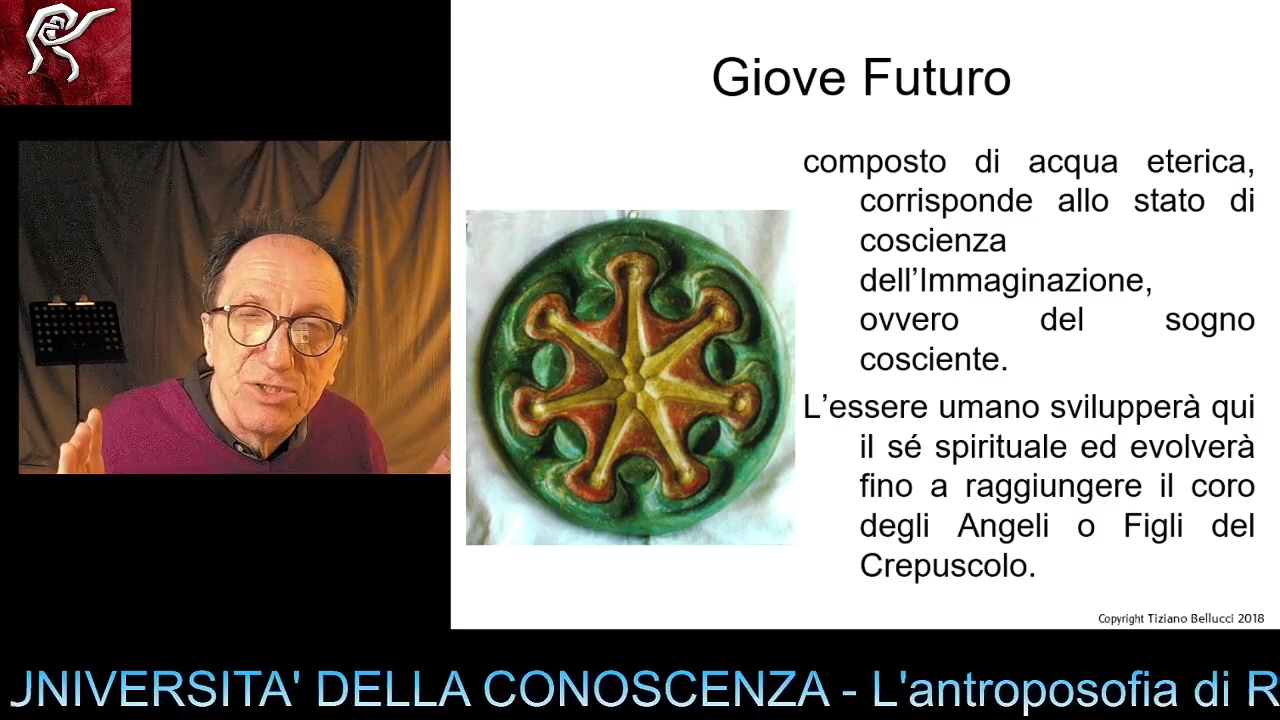 Giove Futuro
composto di acqua eterica,
corrisponde allo stato di
coscienza
dell’Immaginazione,
ovvero del sogno
cosciente.
L’essere umano svilupperà qui
il sé spirituale ed evolverà
fino a raggiungere il coro
degli Angeli o Figli del
Crepuscolo.
Copyright Tiziano Bellucci 2018
UNIVERSITA' DELLA CONOSCENZA - L'antroposofia di R